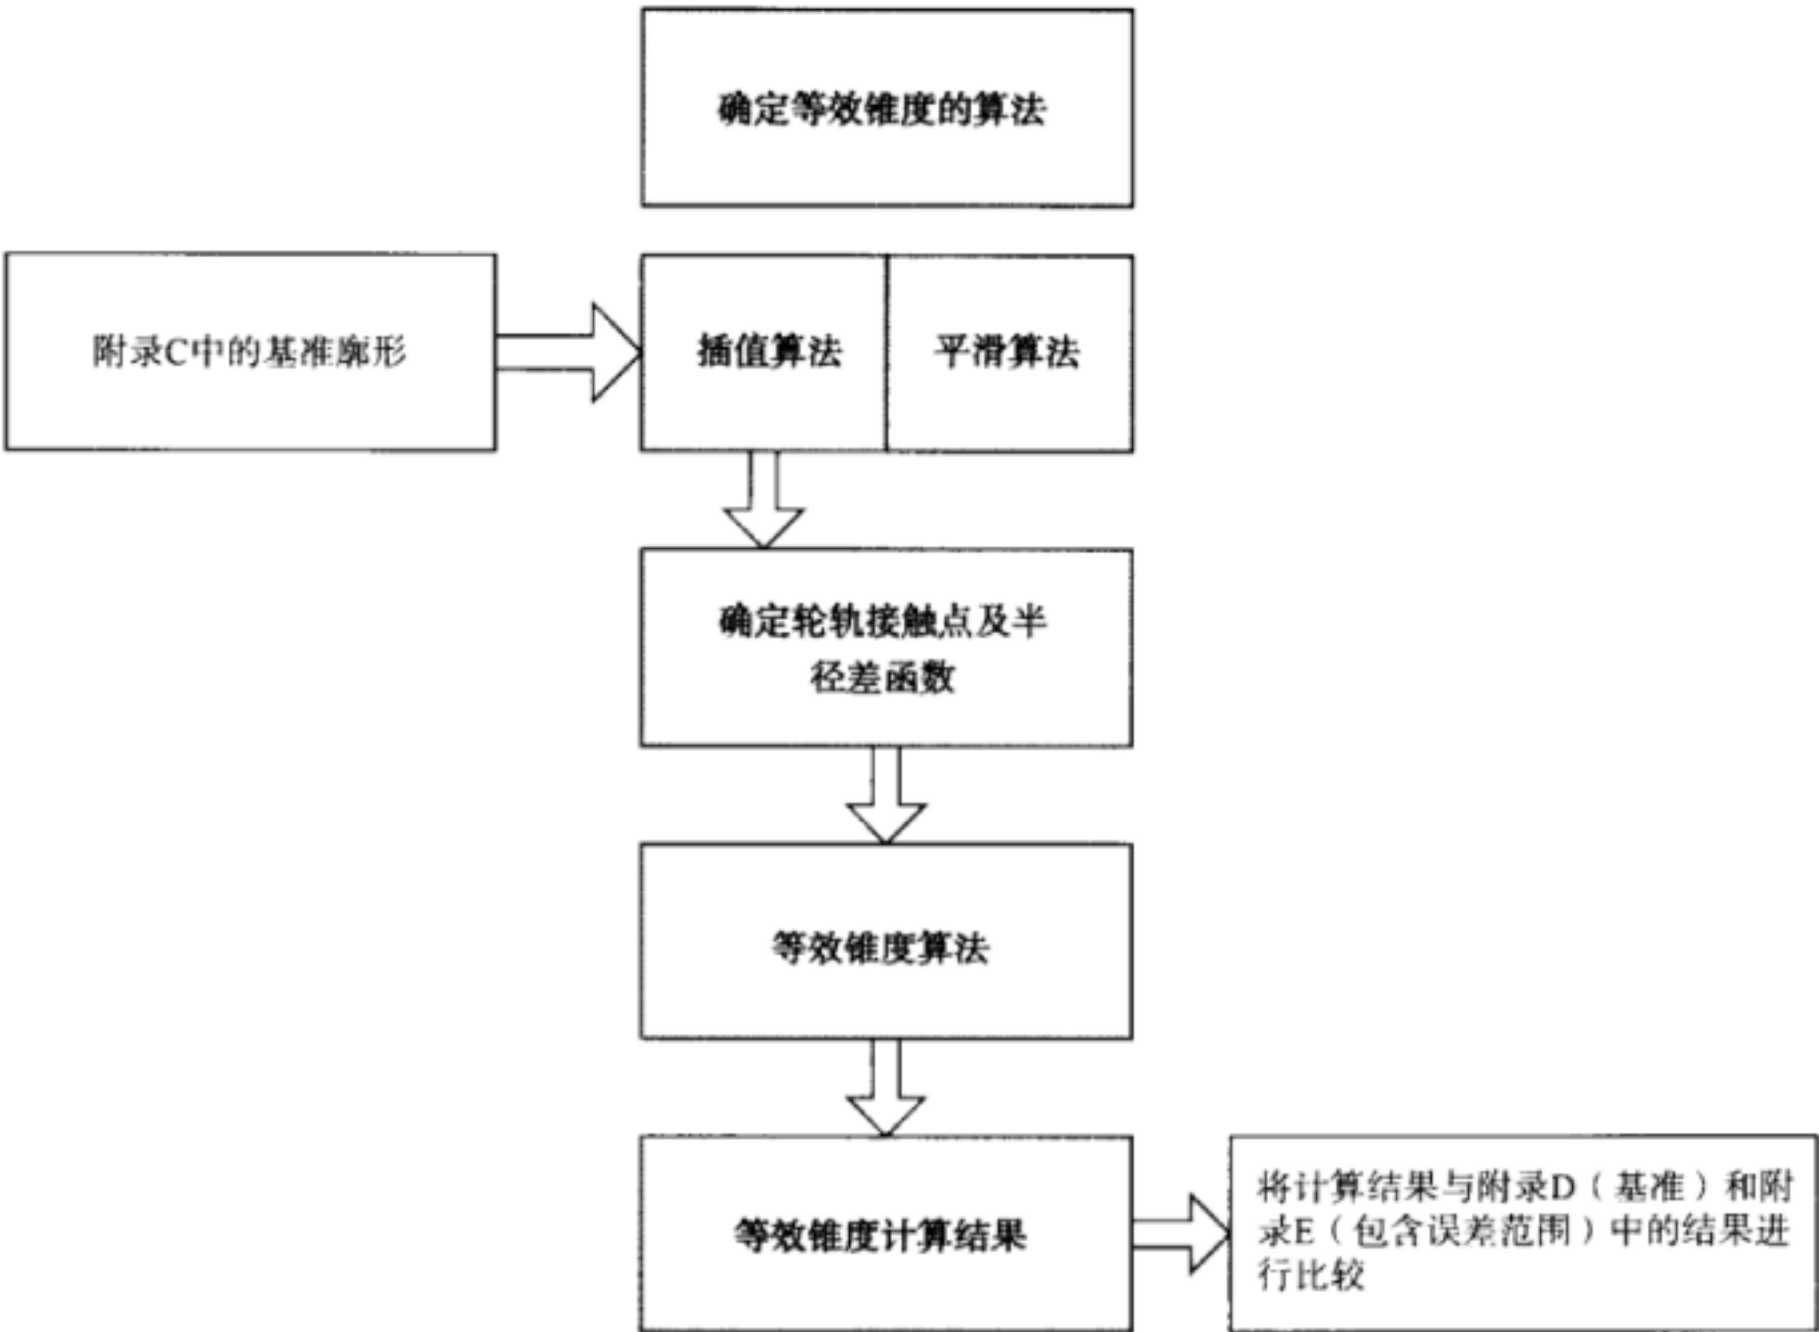 确定等效锥度的算法
附录C中的基准廓形
插值算法
平滑算法
确定轮轨接触点及半
径差函数
等效锥度算法
等效锥度计算结果
将计算结果与附录D（基准）和附
录E（包含误差范围）中的结果进
行比较